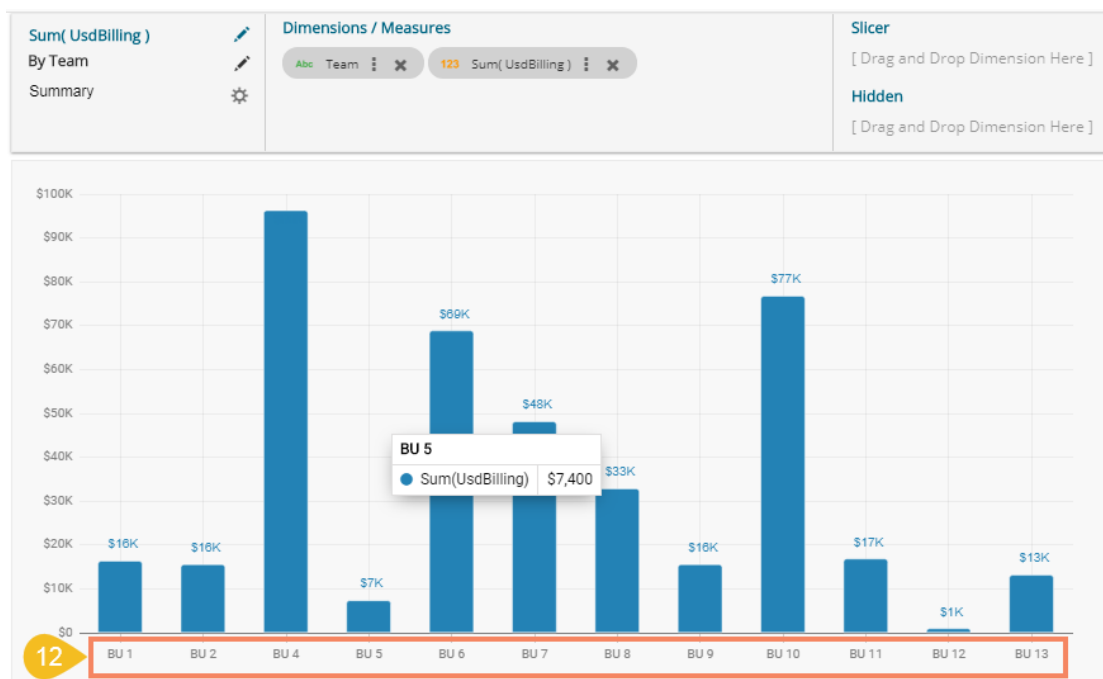 Sum( UsdBilling )
By Team
Summary
Dimensions / Measures
Abc Team
123 Sum( UsdBilling )
Slicer
[ Drag and Drop Dimension Here ]
Hidden
[ Drag and Drop Dimension Here ]
$100K
$90K
$80K
$70K
$60K
$50K
$40K
$30K
$20K
$10K
$0
$16K
$16K
$7K
$69K
$48K
$33K
$16K
$77K
$17K
$1K
$13K
BU 5
Sum(UsdBilling) $7,400
12
BU 1 BU 2 BU 4 BU 5 BU 6 BU 7 BU 8 BU 9 BU 10 BU 11 BU 12 BU 13